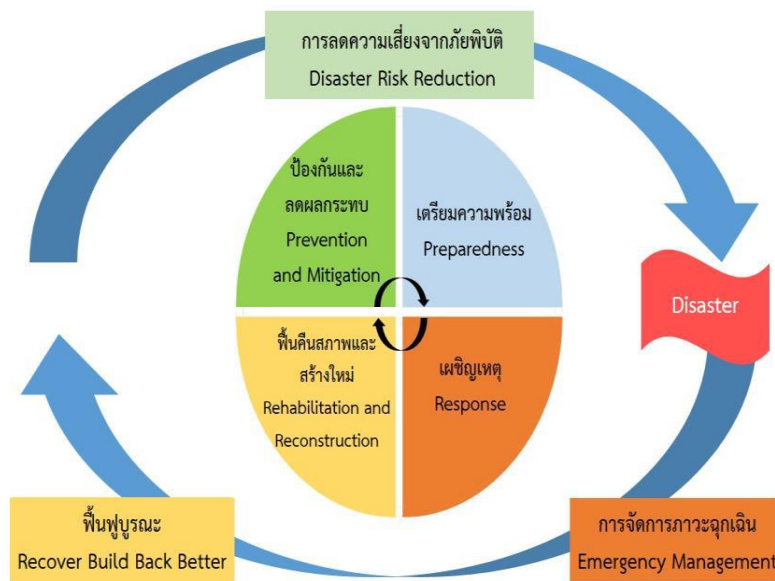 การลดความเสี่ยงจากภัยพิบัติ
Disaster Risk Reduction
ป้องกันและ
ลดผลกระทบ
Prevention
and Mitigation
เตรียมความพร้อม
Preparedness
Disaster
ฟื้นคืนสภาพและ
สร้างใหม่
Rehabilitation and
Reconstruction
เผชิญเหตุ
Response
ฟื้นฟูบูรณะ
Recover Build Back Better
การจัดการภาวะฉุกเฉิน
Emergency Management